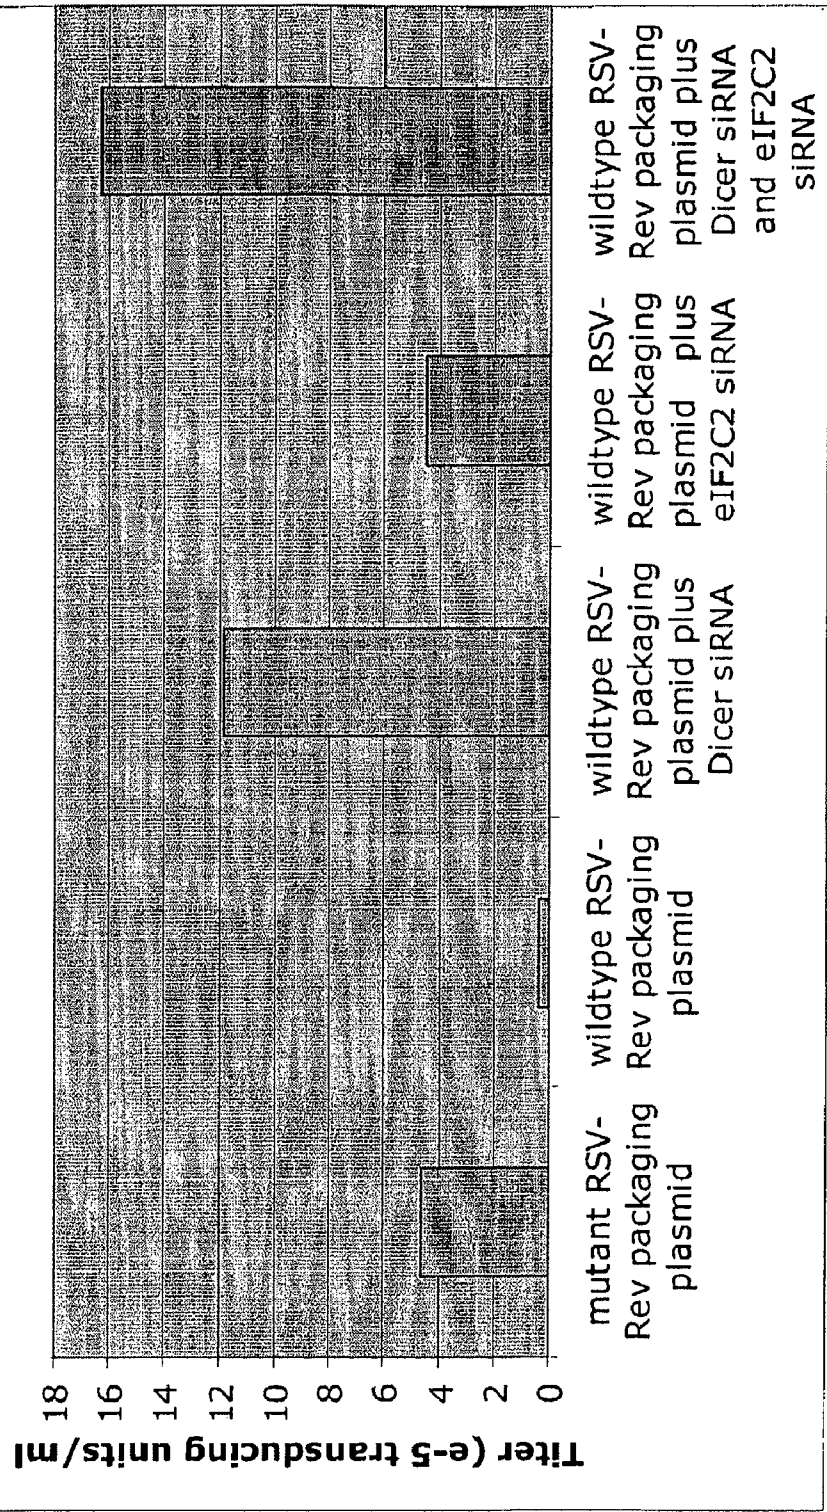 Titer (e-5 transducing units/ml
18
16
14
12
10
8
6
4
2
0
mutant RSV-
Rev packaging
plasmid
wildtype RSV-
Rev packaging
plasmid
wildtype RSV-
Rev packaging
plasmid plus
Dicer siRNA
wildtype RSV-
Rev packaging
plasmid plus
eIF2C2 siRNA
wildtype RSV-
Rev packaging
plasmid plus
Dicer siRNA
and eIF2C2
siRNA